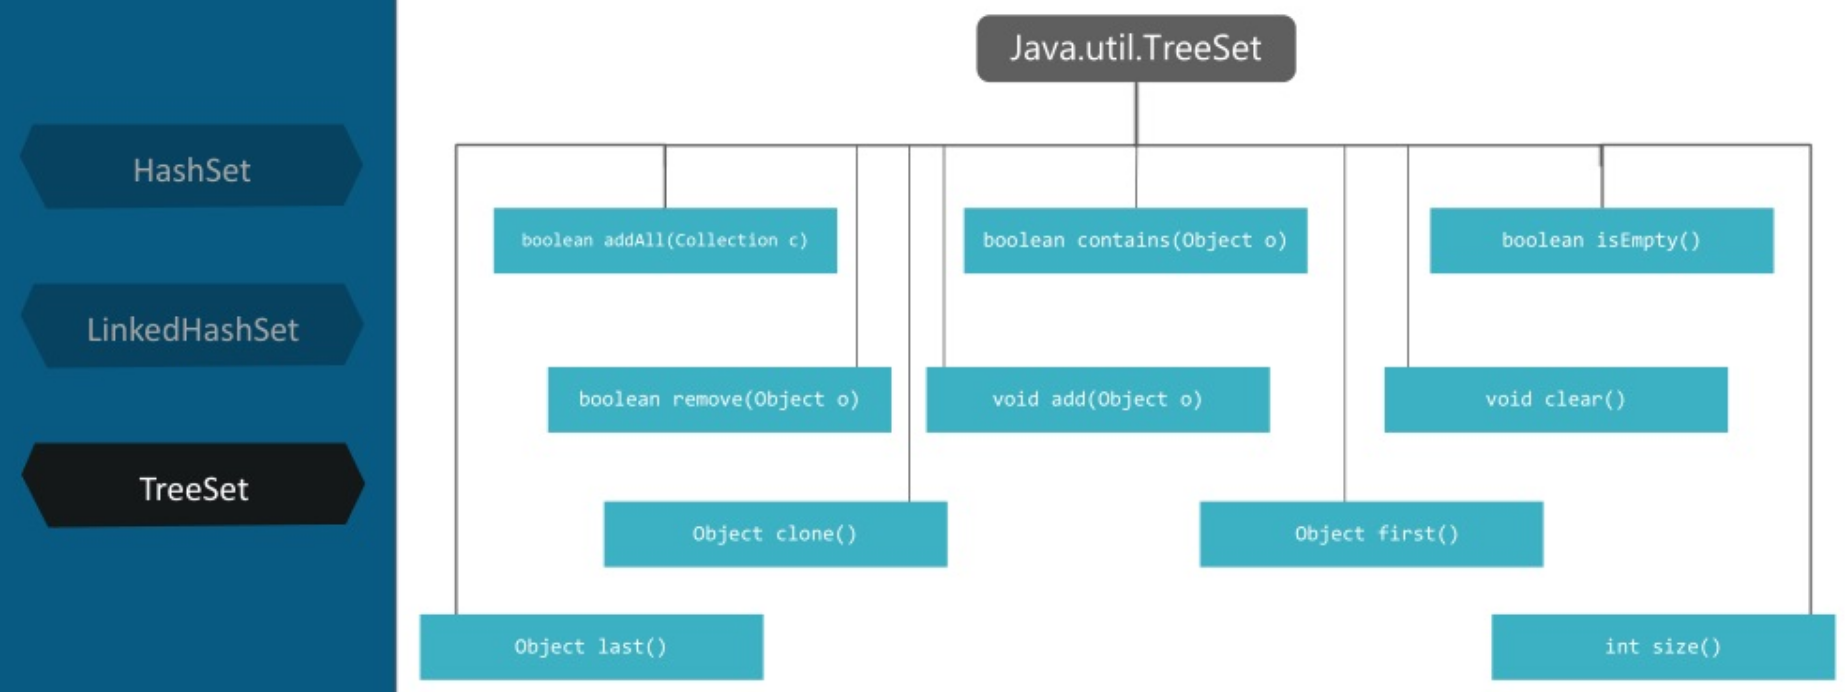 HashSet
LinkedHashSet
TreeSet
Java.util.TreeSet
boolean addAll(Collection c)
boolean contains(Object o)
boolean isEmpty()
boolean remove(Object o)
void add(Object o)
void clear()
Object clone()
Object first()
Object last()
int size()